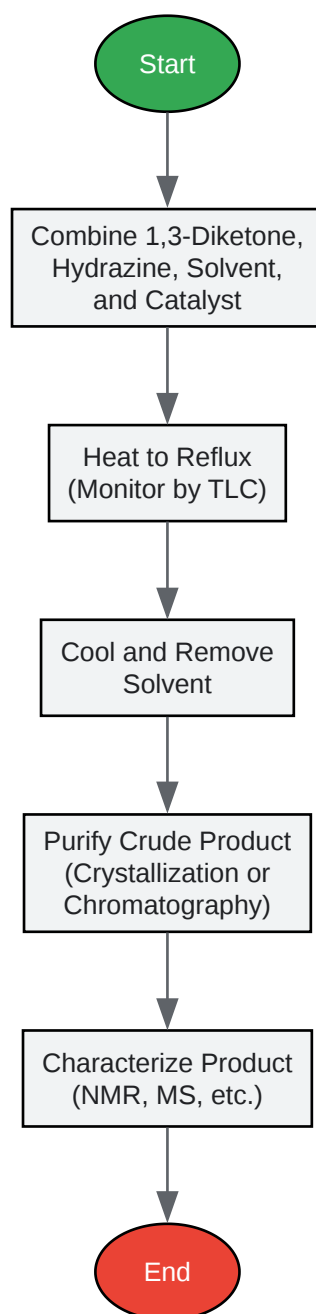 Start
Combine 1,3-Diketone,
Hydrazine, Solvent,
and Catalyst
Heat to Reflux
(Monitor by TLC)
Cool and Remove
Solvent
Purify Crude Product
(Crystallization or
Chromatography)
Characterize Product
(NMR, MS, etc.)
End